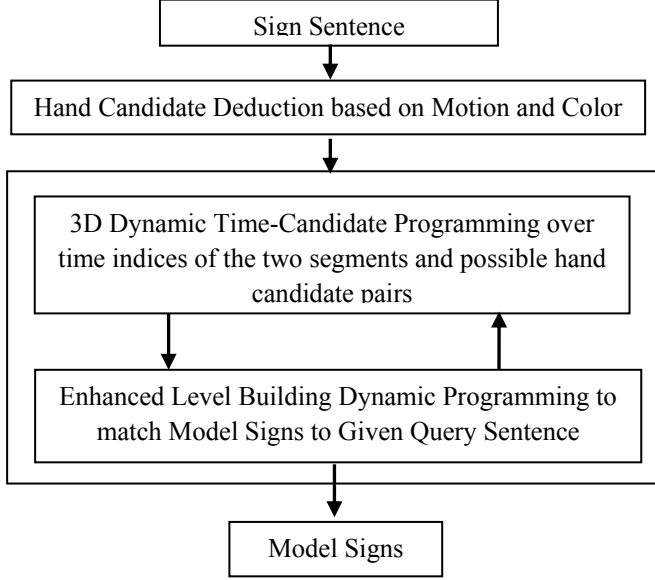 Sign Sentence
Hand Candidate Deduction based on Motion and Color
3D Dynamic Time-Candidate Programming over
time indices of the two segments and possible hand
candidate pairs
Enhanced Level Building Dynamic Programming to
match Model Signs to Given Query Sentence
Model Signs